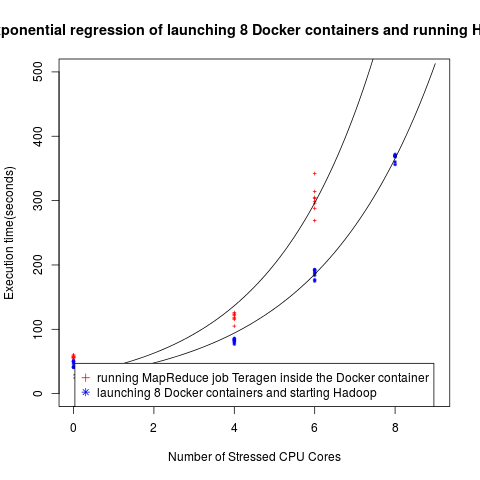 ponential regression of launching 8 Docker containers and running H
Execution time(seconds)
500
400
300
200
100
0
running MapReduce job Teragen inside the Docker container
launching 8 Docker containers and starting Hadoop
0 2 4 6 8
Number of Stressed CPU Cores